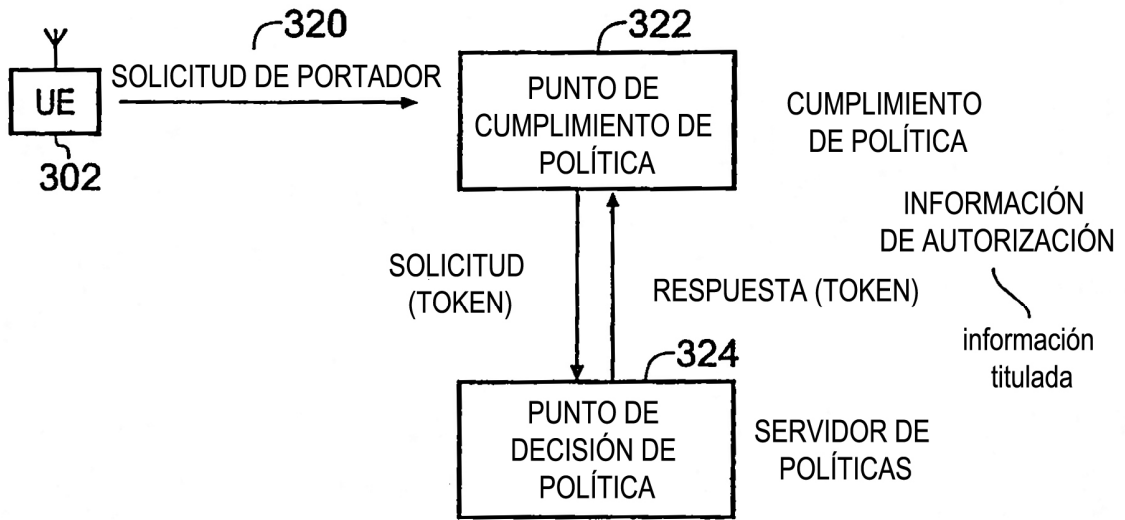 320
322
SOLICITUD DE PORTADOR
UE
302
PUNTO DE
CUMPLIMIENTO DE
POLÍTICA
CUMPLIMIENTO
DE POLÍTICA
INFORMACIÓN
DE AUTORIZACIÓN
SOLICITUD
(TOKEN)
RESPUESTA (TOKEN)
información
titulada
324
PUNTO DE
DECISIÓN DE
POLÍTICA
SERVIDOR DE
POLÍTICAS